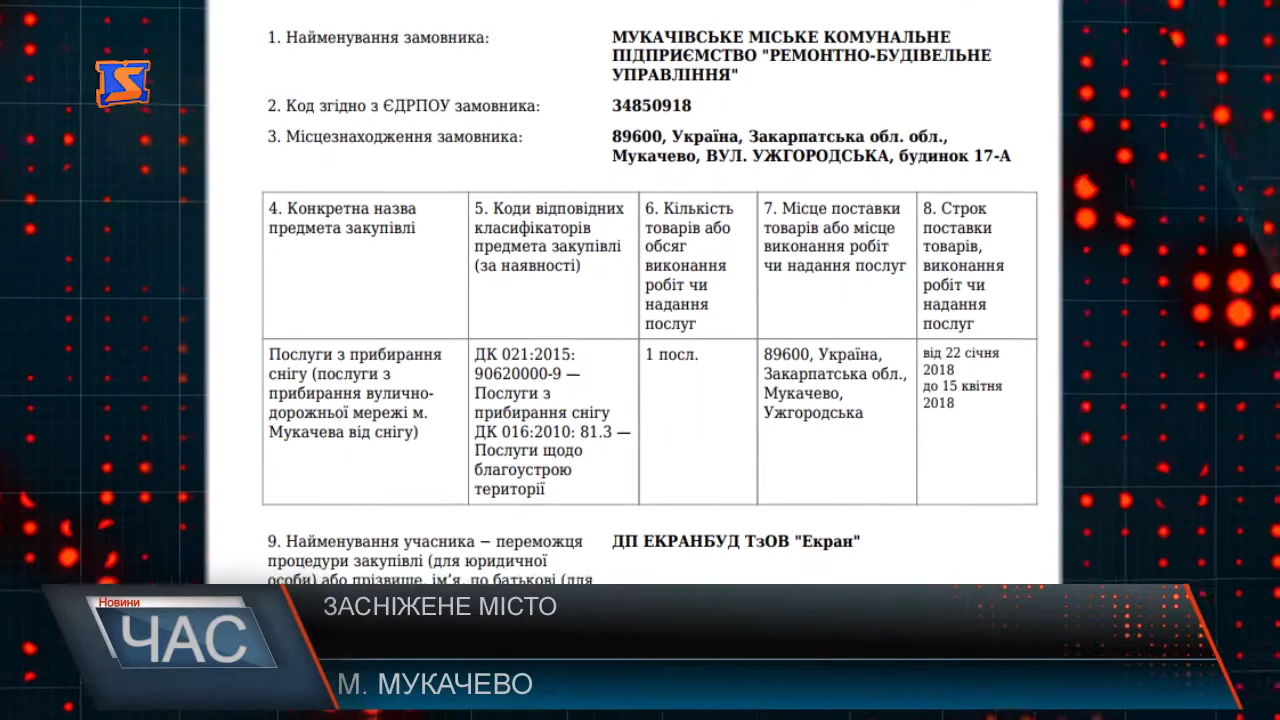 1. Найменування замовника:
МУКАЧІВСЬКЕ МІСЬКЕ КОМУНАЛЬНЕ
ПІДПРИЄМСТВО "РЕМОНТНО-БУДІВЕЛЬНЕ
УПРАВЛІННЯ"
2. Код згідно з ЄДРПОУ замовника:
34850918
3. Місцезнаходження замовника:
89600, Україна, Закарпатська обл. обл.,
Мукачево, ВУЛ. УЖГОРОДСЬКА, будинок 17-А
4. Конкретна назва
предмета закупівлі
5. Коди відповідних
класифікаторів
предмета закупівлі
(за наявності)
6. Кількість
товарів або
обсяг
виконання
робіт чи
надання
послуг
7. Місце поставки
товарів або місце
виконання робіт
чи надання послуг
8. Строк
поставки
товарів,
виконання
робіт чи
надання
послуг
Послуги з прибирання
снігу (послуги з
прибирання вулично-
дорожньої мережі м.
Мукачева від снігу)
ДК 021:2015:
90620000-9 —
Послуги з
прибирання снігу
ДК 016:2010: 81.3 —
Послуги щодо
благоустрою
території
1 посл.
89600, Україна,
Закарпатська обл.,
Мукачево,
Ужгородська
від 22 січня
2018
до 15 квітня
2018
9. Найменування учасника − переможця
процедури закупівлі (для юридичної
особи) або прізвище, ім’я, по батькові (для
ДП ЕКРАНБУД ТзОВ "Екран"
Новини
ЧАС
ЗАСНІЖЕНЕ МІСТО
М. МУКАЧЕВО